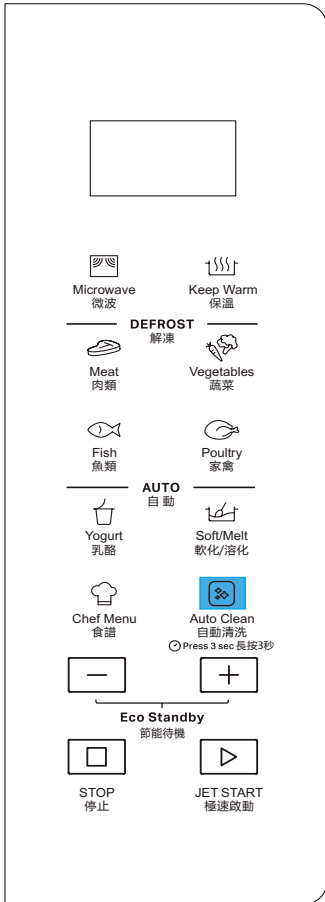 Microwave
微波
Keep Warm
保溫
DEFROST
解凍
Meat
肉類
Vegetables
蔬菜
Fish
魚類
Poultry
家禽
AUTO
自動
Yogurt
乳酪
Soft/Melt
軟化/溶化
Chef Menu
食譜
Auto Clean
自動清洗
Press 3 sec 長按3秒
Eco Standby
節能待機
STOP
停止
JET START
極速啟動